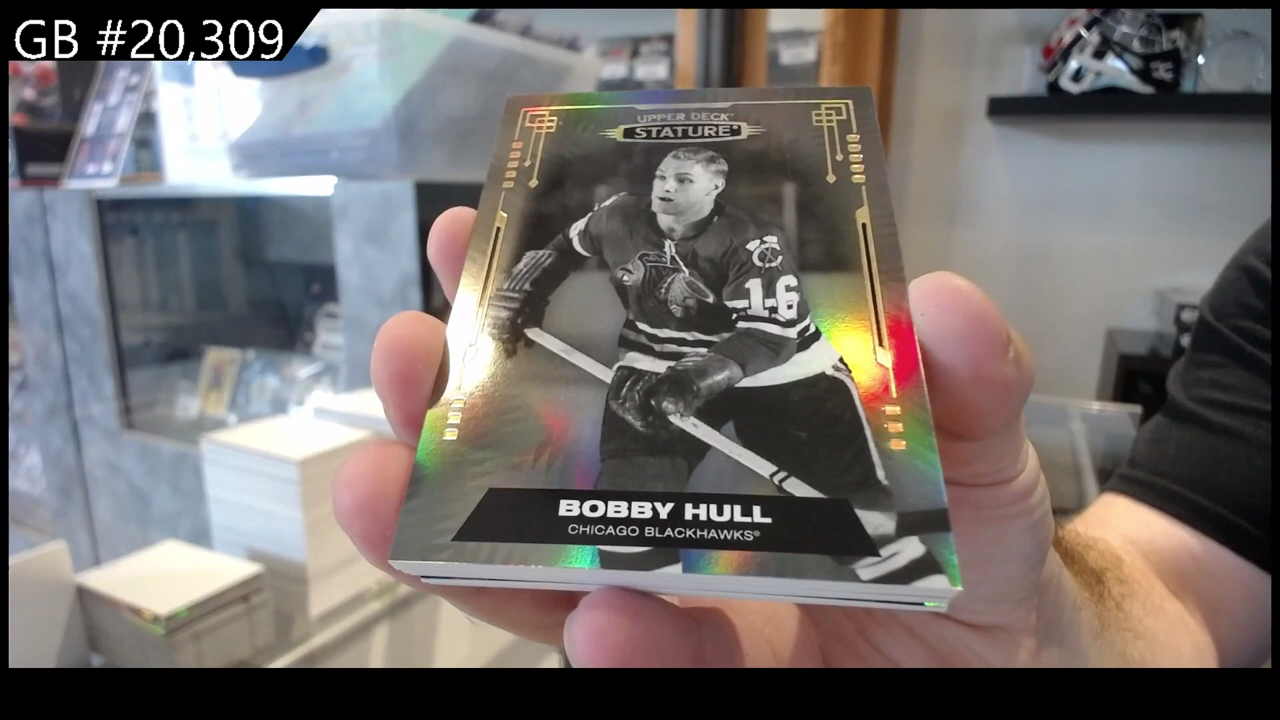 GB #20,309
UPPER DECK
STATURE
16
BOBBY HULL
CHICAGO BLACKHAWKS®